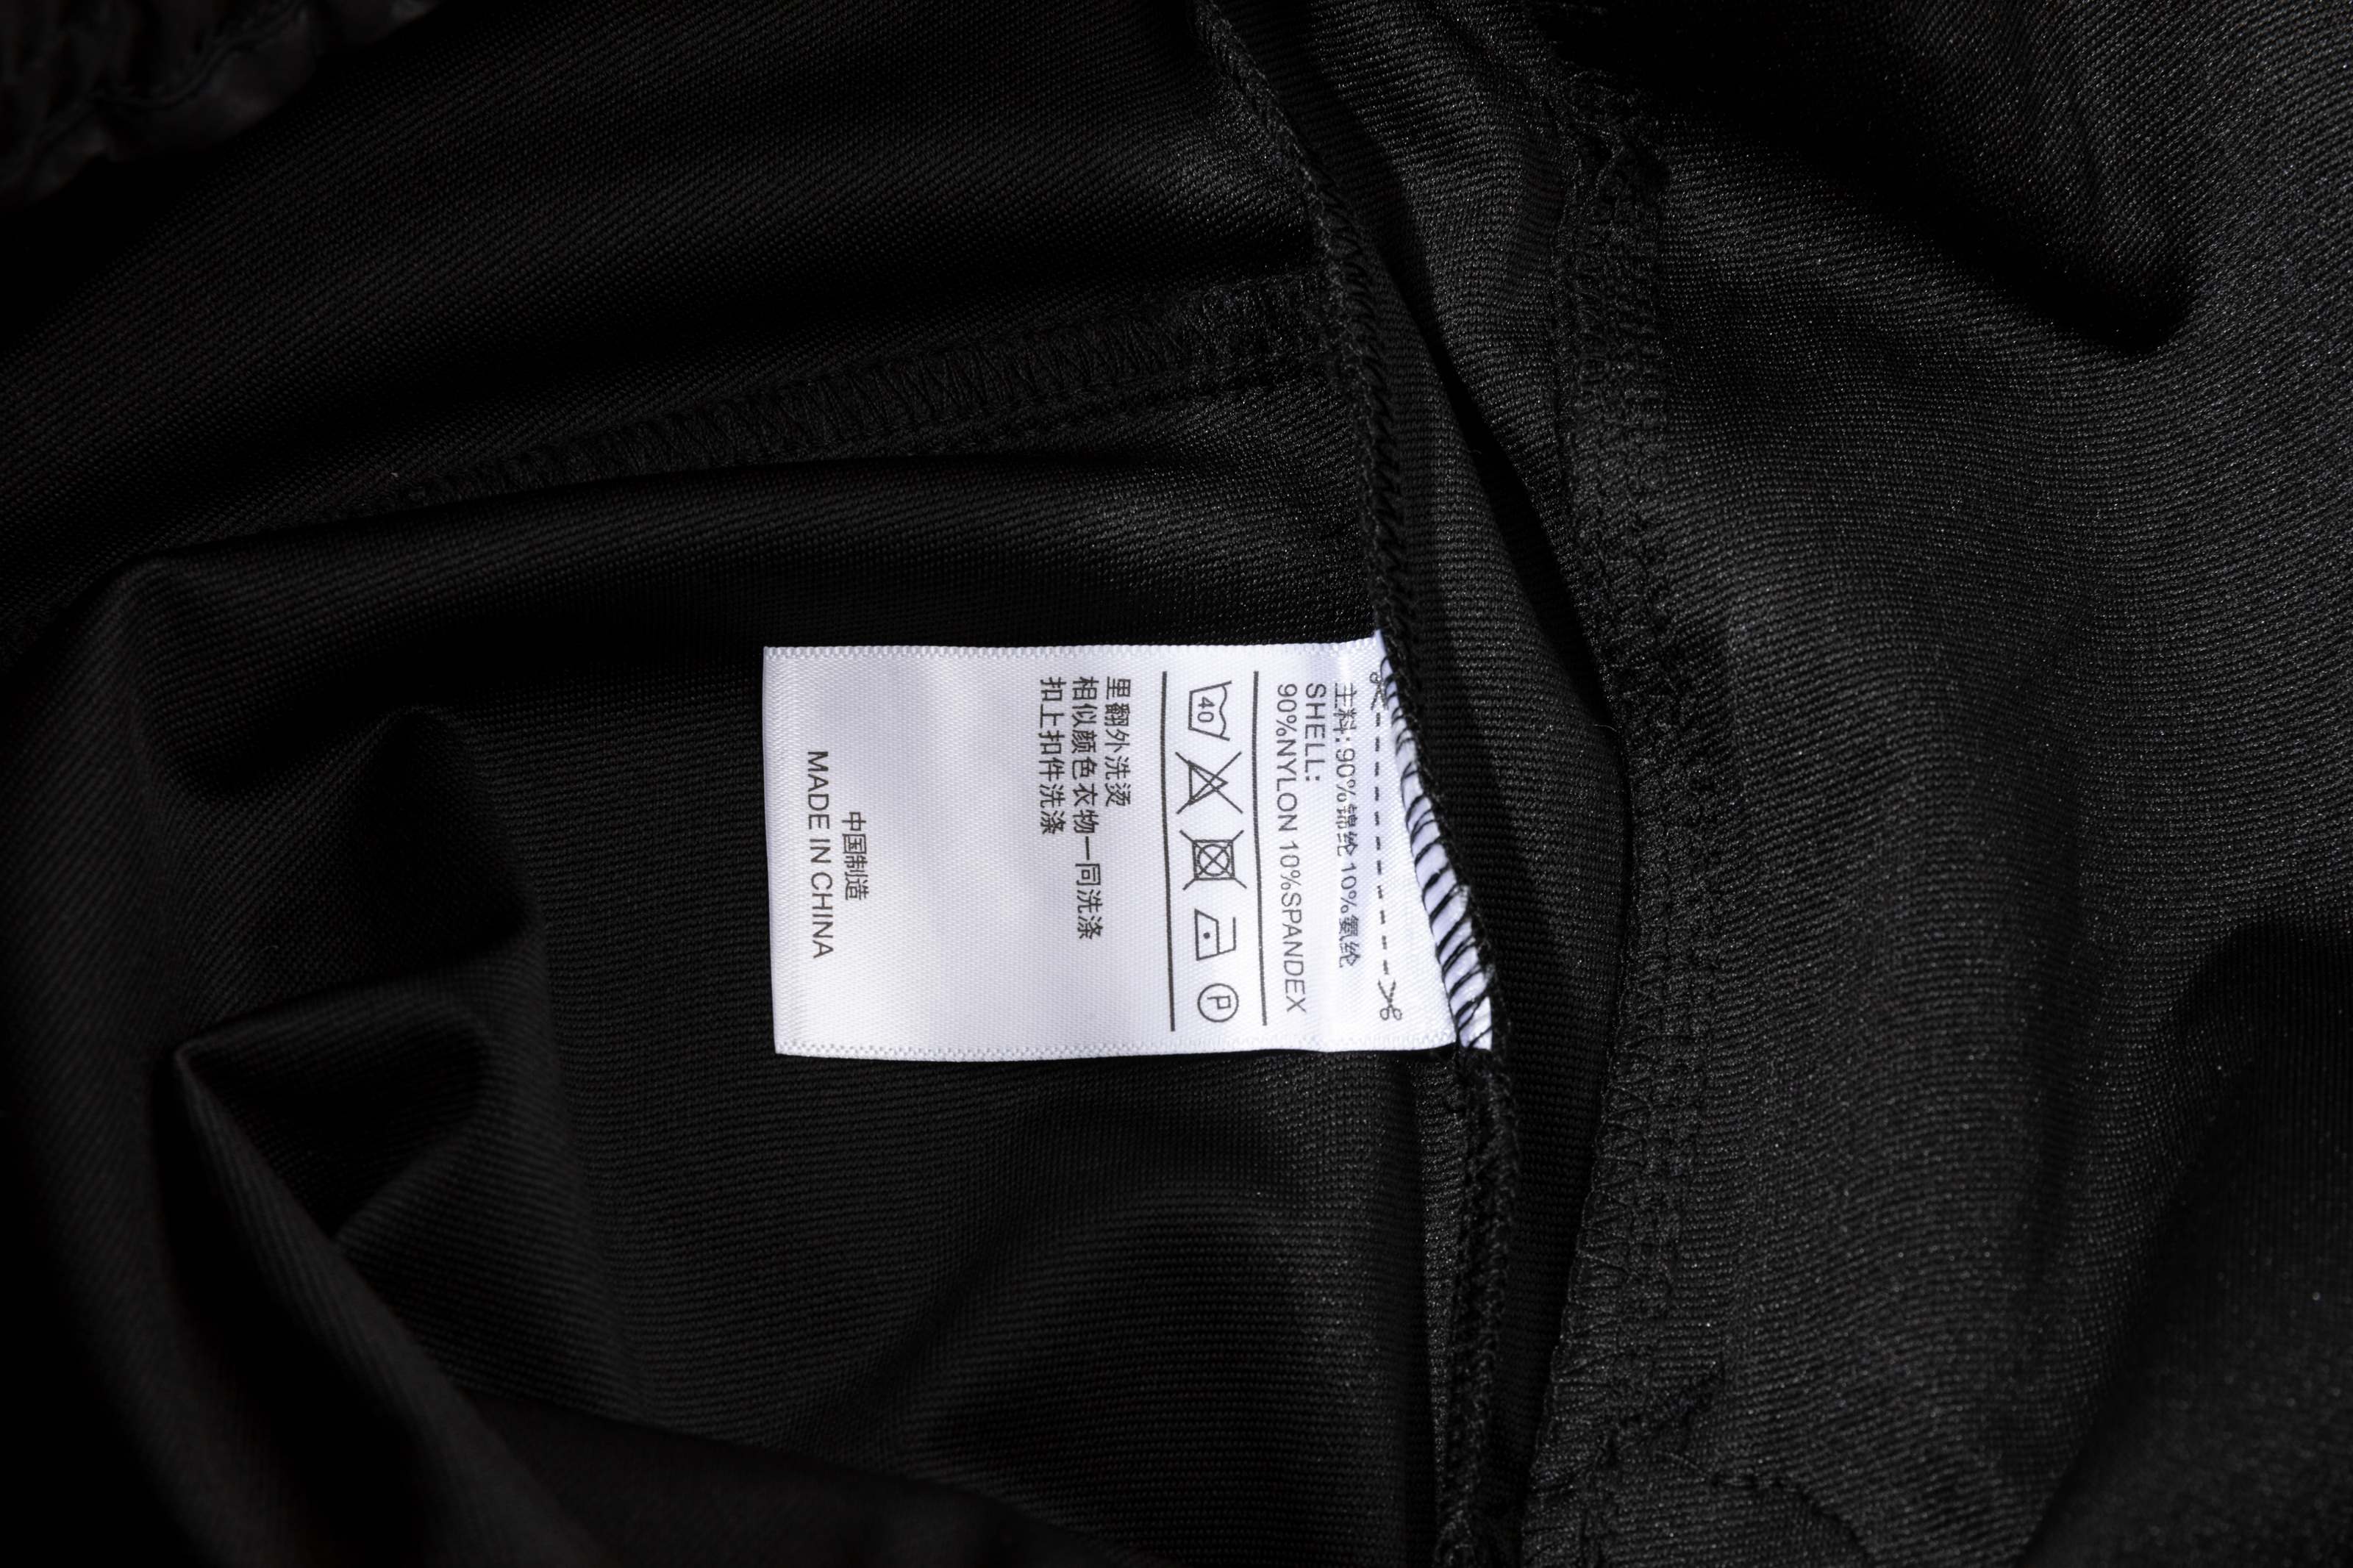 主料:90%锦纶 10%氨纶
SHELL:
90%NYLON 10%SPANDEX
40
P
里翻外洗烫
相似颜色衣物一同洗涤
扣上扣件洗涤
中国制造
MADE IN CHINA